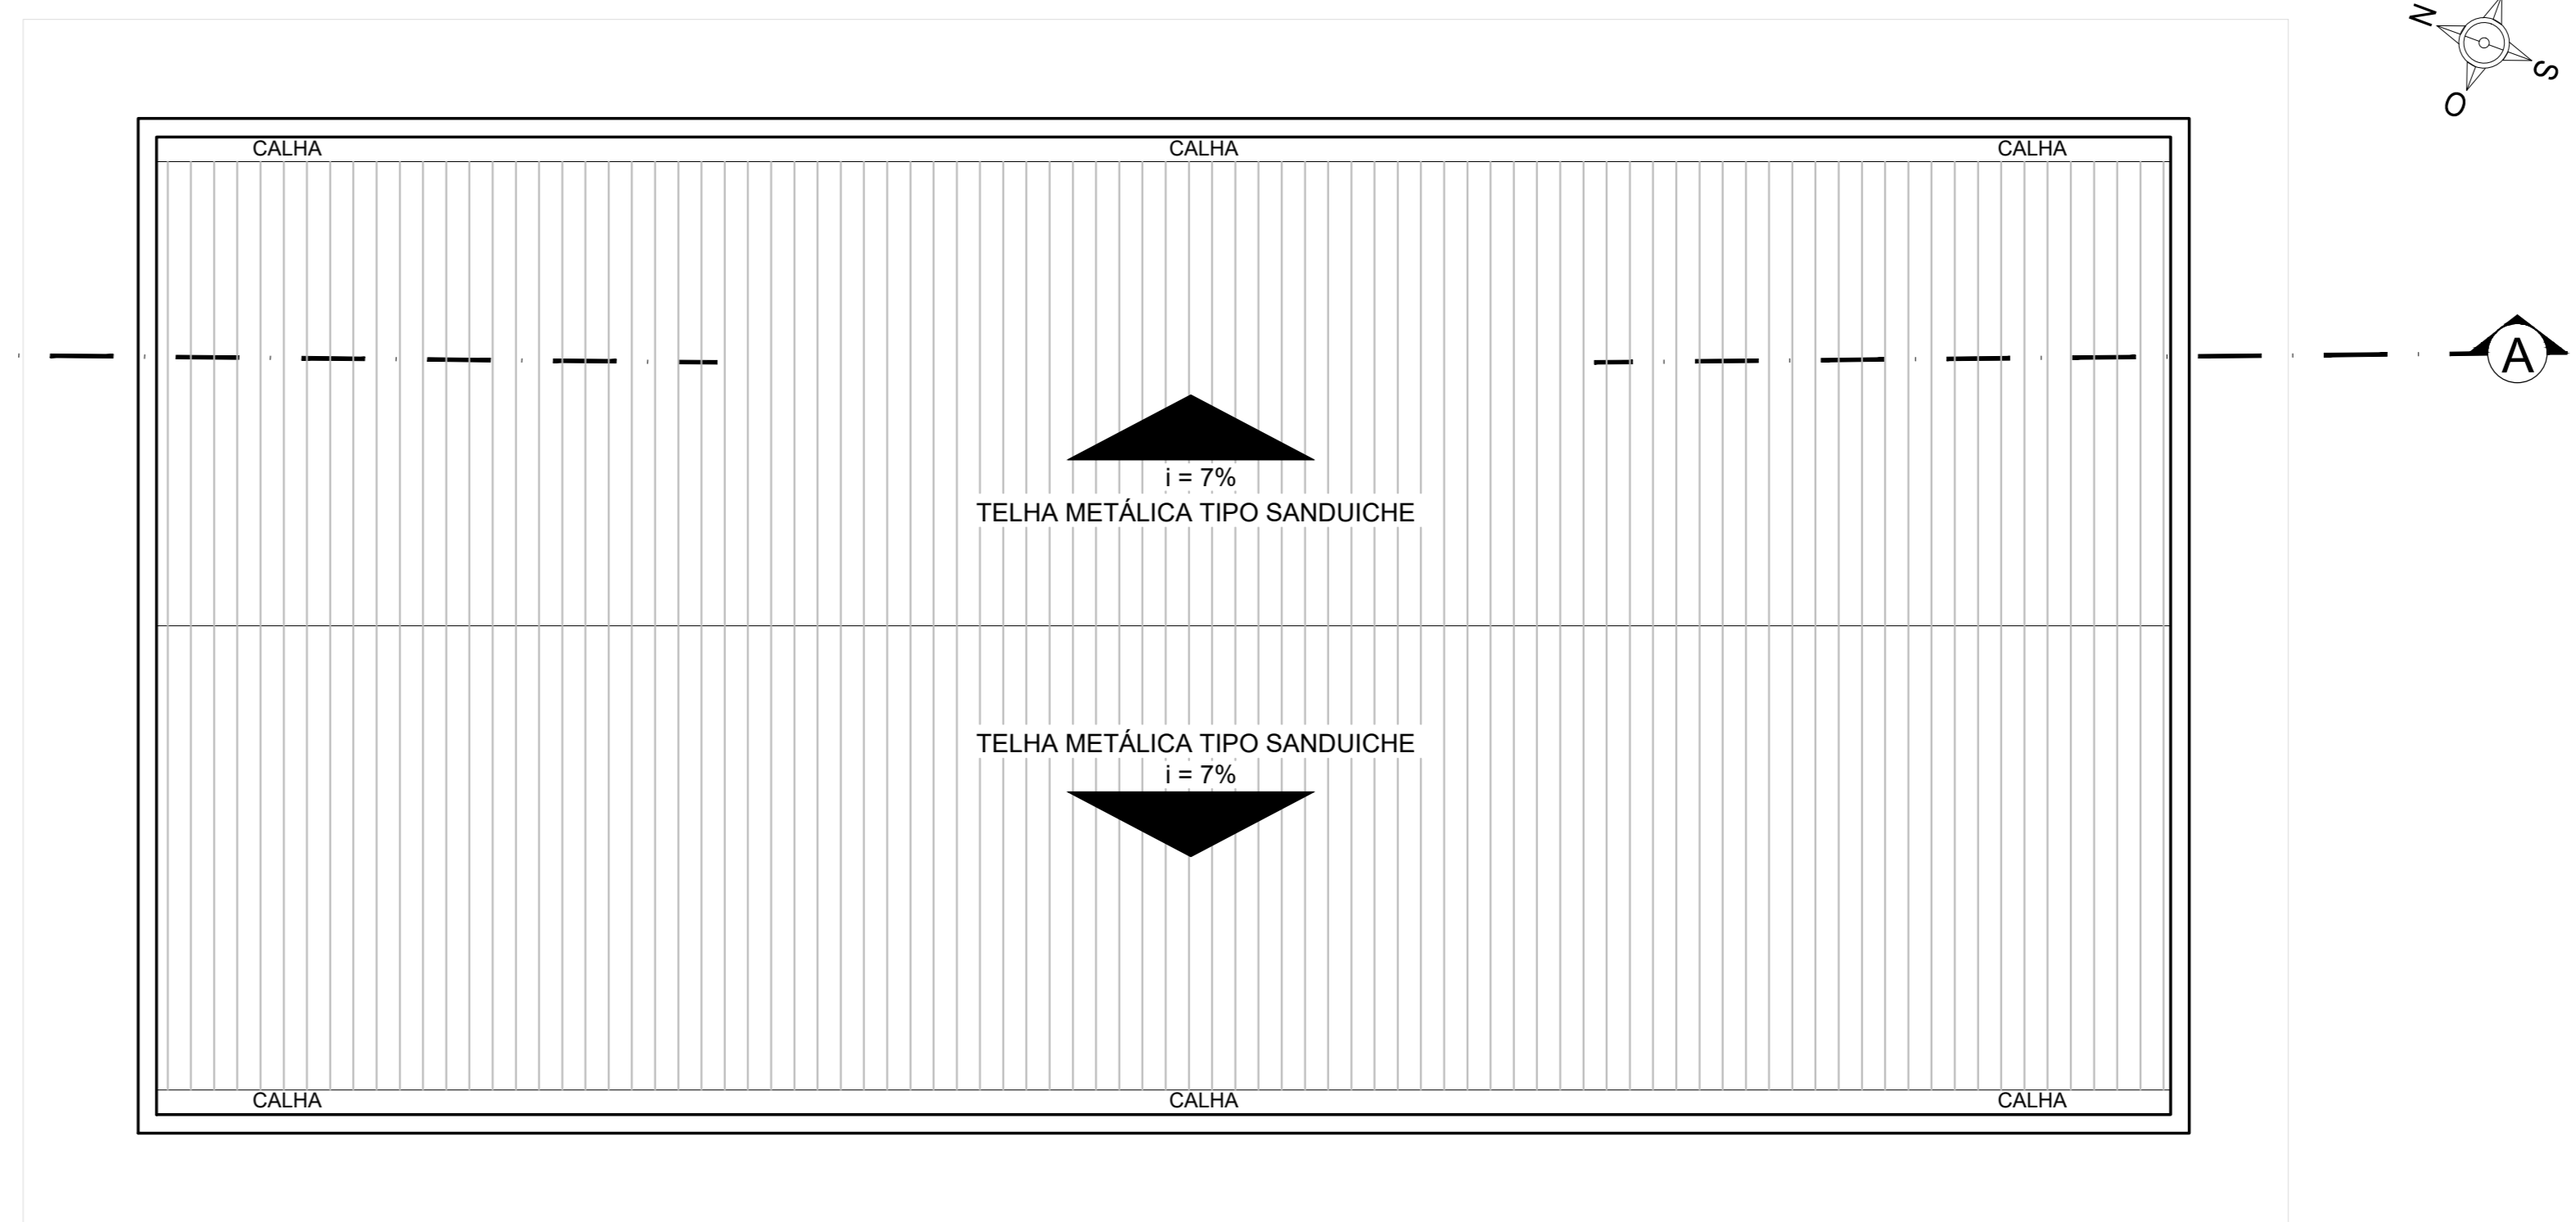 N
S
O
CALHA CALHA CALHA
A
i = 7%
TELHA METÁLICA TIPO SANDUICHE
TELHA METÁLICA TIPO SANDUICHE
i = 7%
CALHA CALHA CALHA